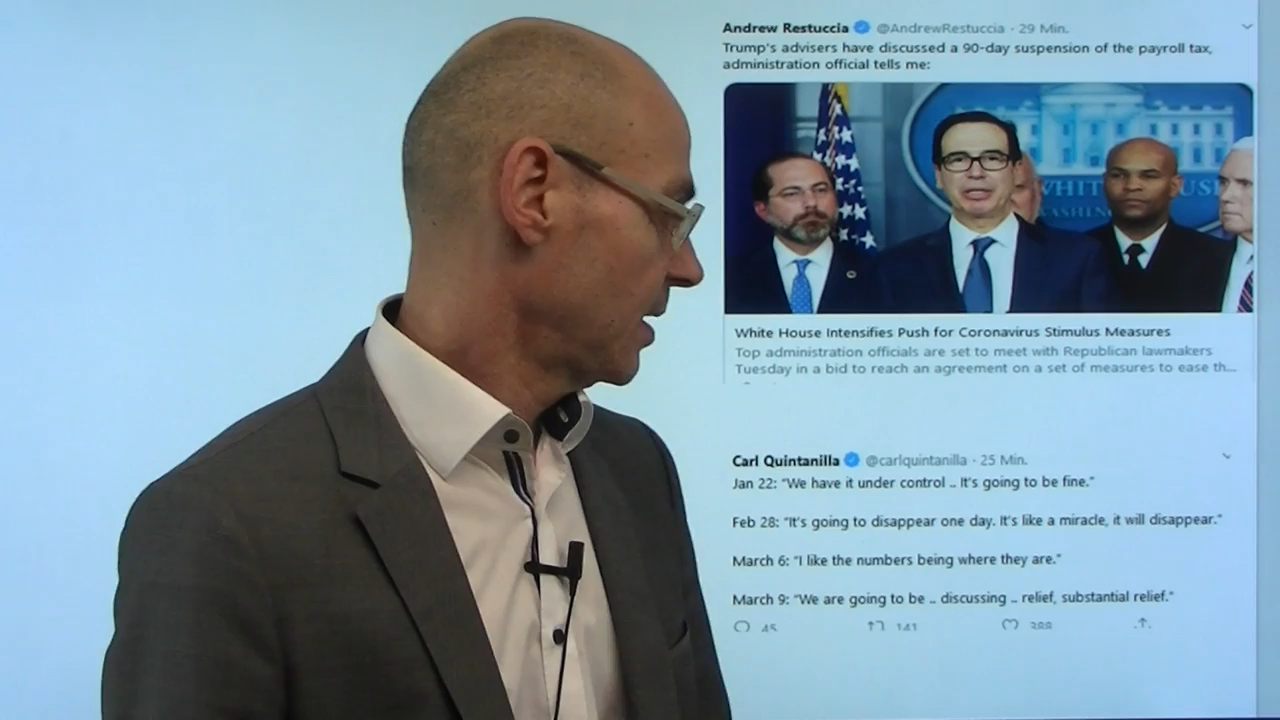 Andrew Restuccia @AndrewRestuccia · 29 Min.
Trump's advisers have discussed a 90-day suspension of the payroll tax,
administration official tells me:
WHITE HOUSE
WASHING
White House Intensifies Push for Coronavirus Stimulus Measures
Top administration officials are set to meet with Republican lawmakers
Tuesday in a bid to reach an agreement on a set of measures to ease th...
Carl Quintanilla @carlquintanilla · 25 Min.
Jan 22: “We have it under control .. It's going to be fine.”
Feb 28: “It's going to disappear one day. It's like a miracle, it will disappear.”
March 6: “I like the numbers being where they are.”
March 9: “We are going to be .. discussing .. relief, substantial relief.”
45 141 388